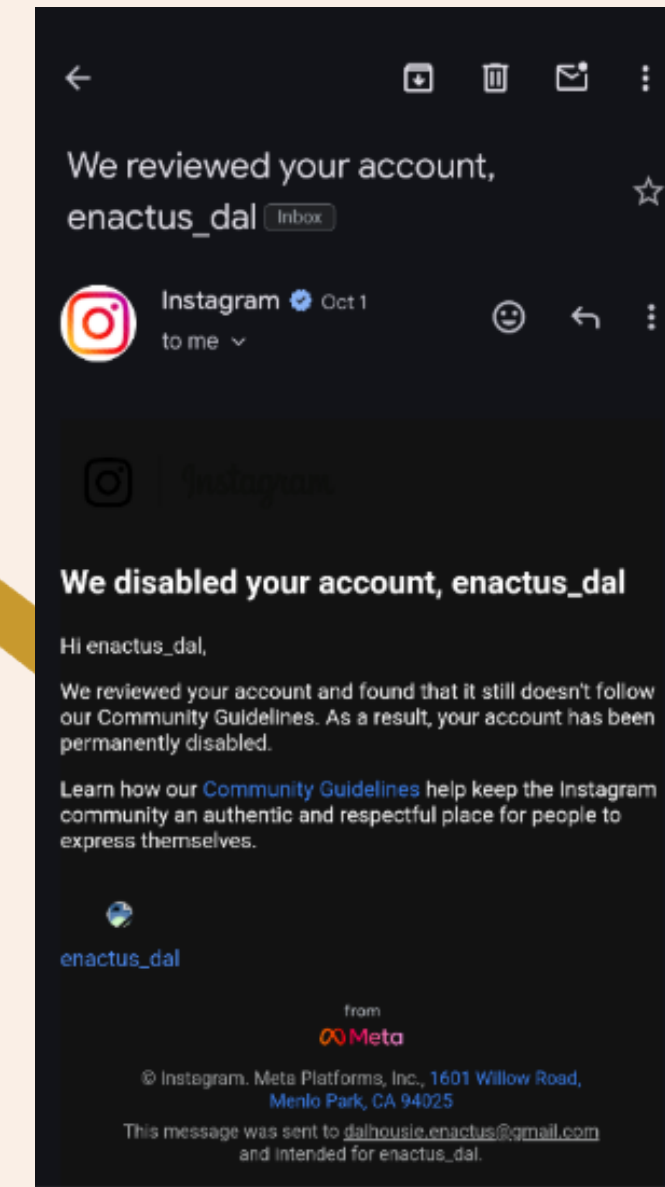 We reviewed your account,
enactus_dal Inbox
Instagram Oct 1
to me
Instagram
We disabled your account, enactus_dal
Hi enactus_dal,
We reviewed your account and found that it still doesn't follow
our Community Guidelines. As a result, your account has been
permanently disabled.
Learn how our Community Guidelines help keep the Instagram
community an authentic and respectful place for people to
express themselves.
enactus_dal
from
Meta
© Instagram. Meta Platforms, Inc., 1601 Willow Road,
Menlo Park, CA 94025
This message was sent to dalhousie.enactus@gmail.com
and intended for enactus_dal.